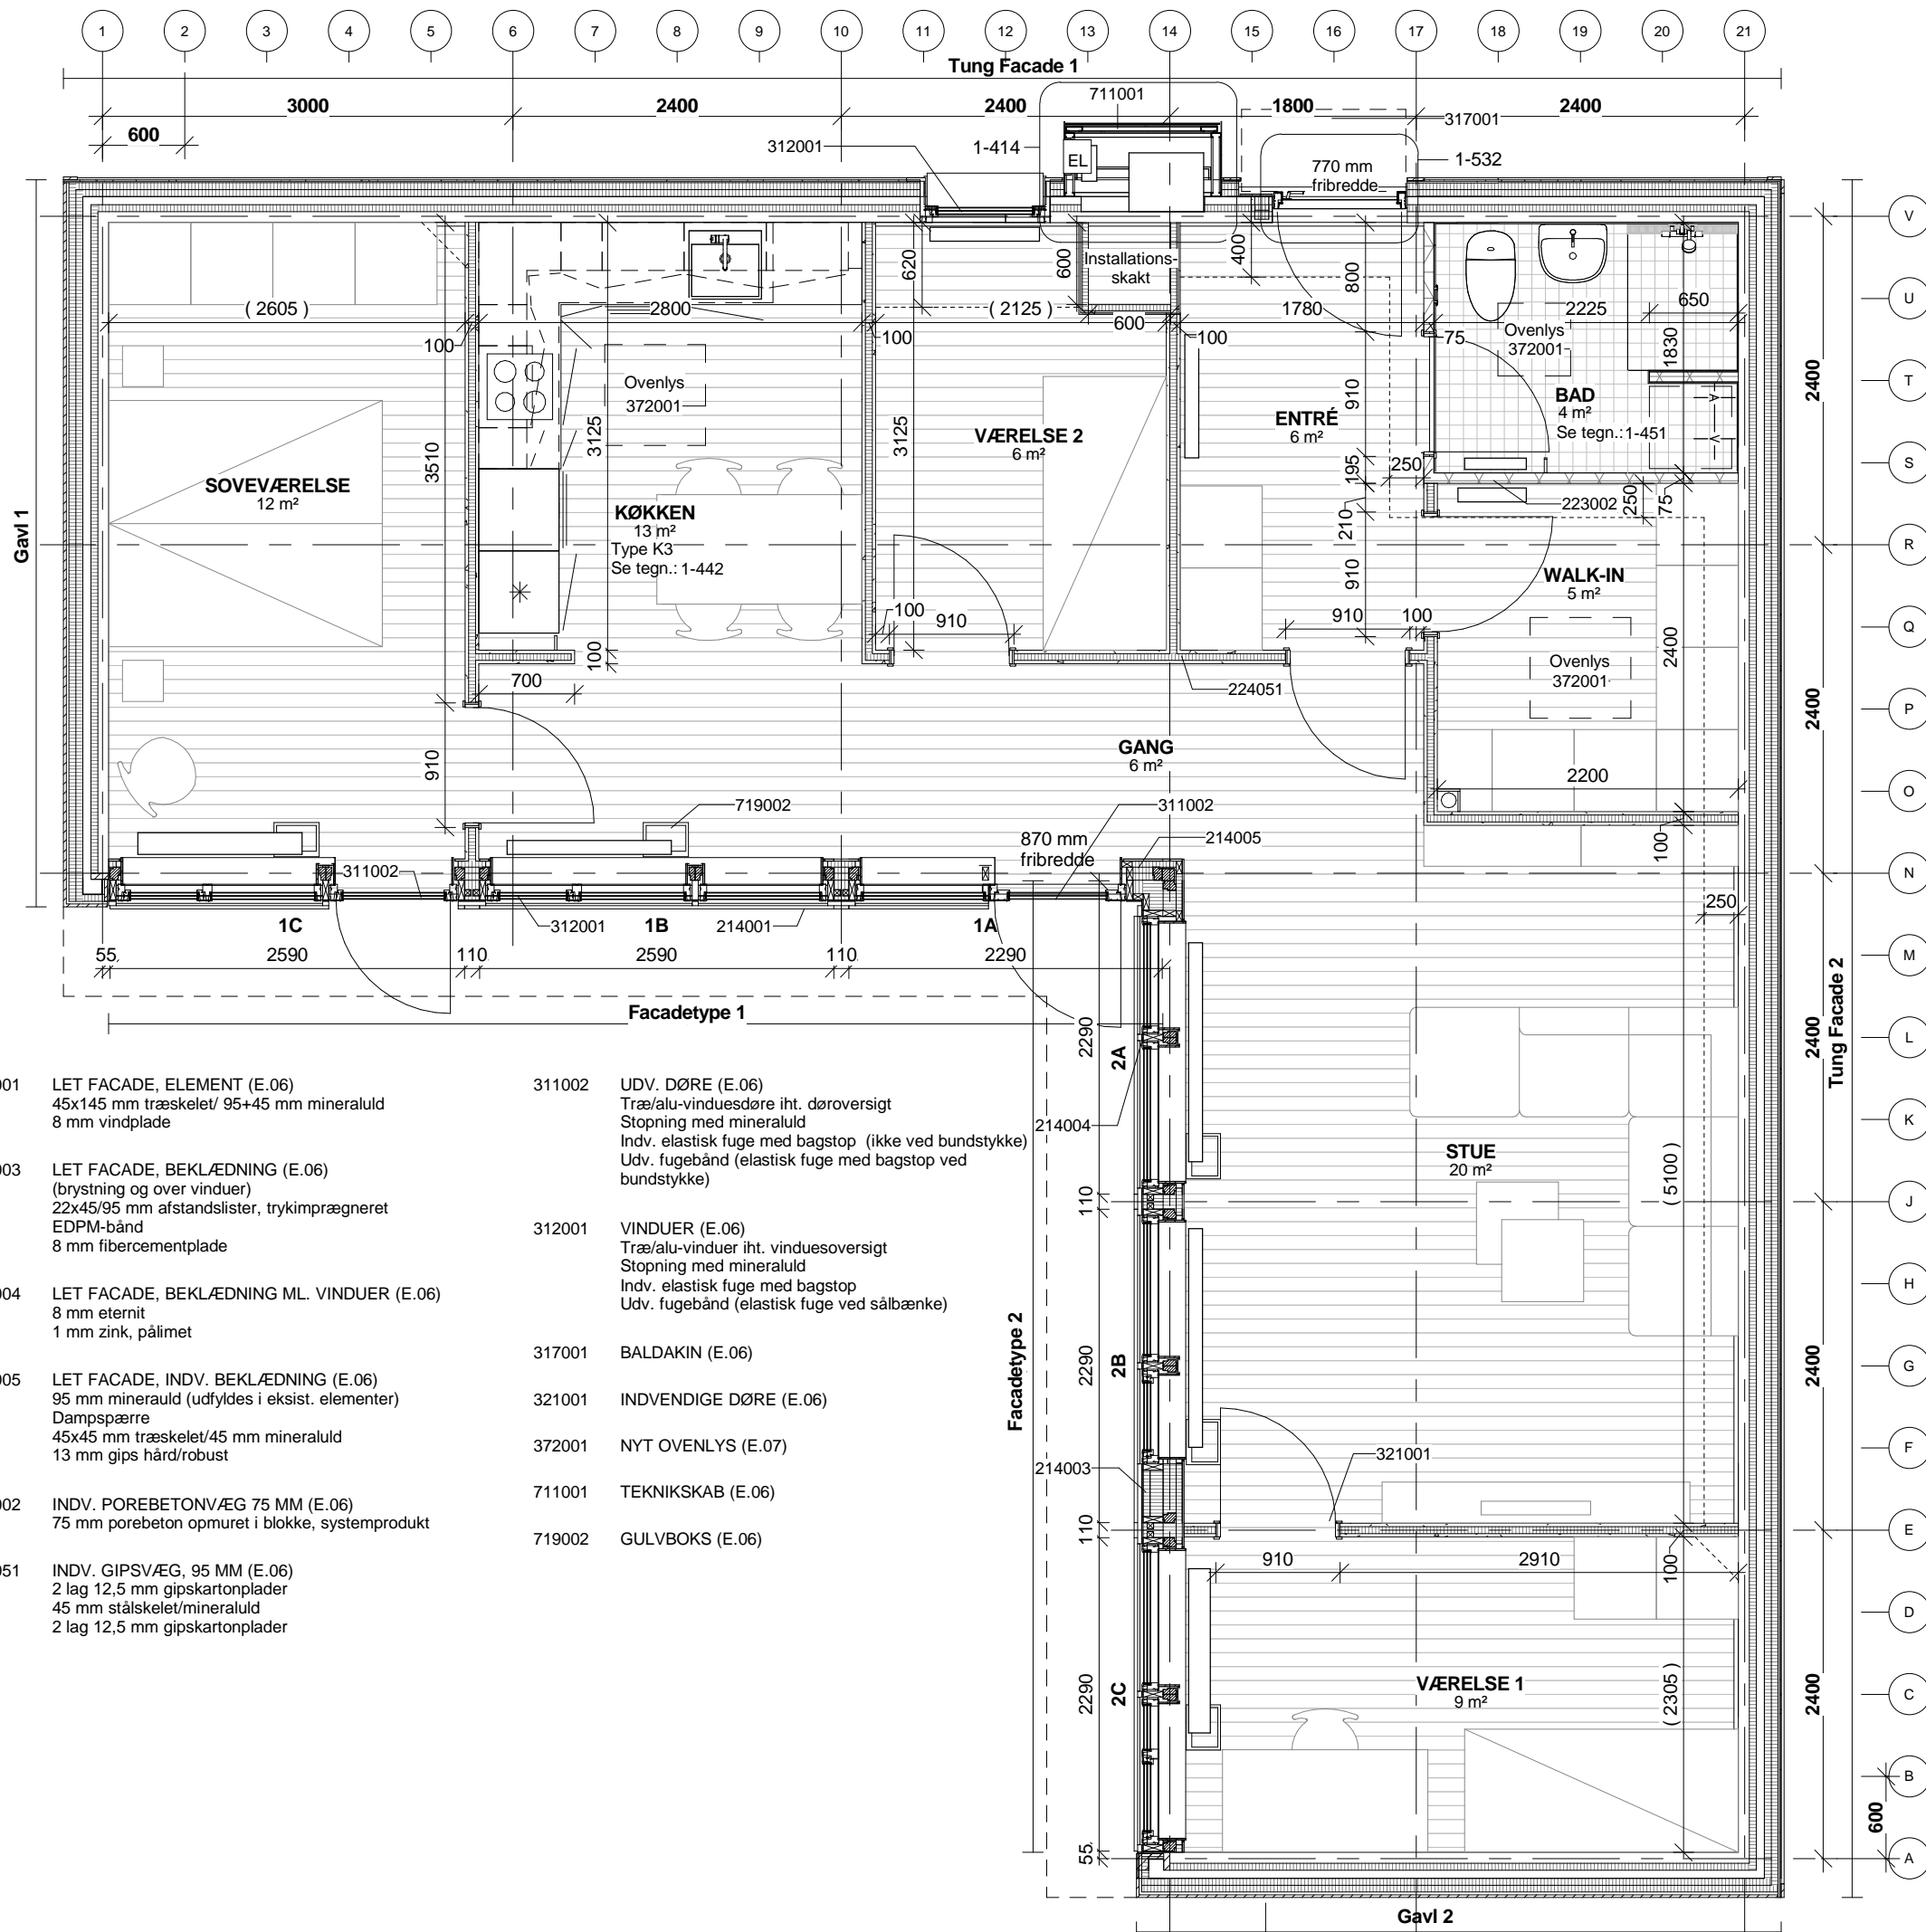 1 2 3 4 5 6 7 8 9 10 11 12 13 14 15 16 17 18 19 20 21
Tung Facade 1
3000 2400 2400 1800 2400
600
711001
317001
312001
1-414
1-532
EL
770 mm
fribredde
V
U
T
S
R
Q
P
O
N
M
L
K
J
H
G
F
E
D
C
B
A
Gavl 1
620
600
Installations-
skakt
400
800
( 2605 )
2800
( 2125 )
600
1780
2225
650
100
100
100
75
Ovenlys
372001
1830
2400
Ovenlys
372001
3125
3125
3510
910
SOVEVÆRELSE
12 m²
KØKKEN
13 m²
Type K3
Se tegn.: 1-442
VÆRELSE 2
6 m²
ENTRÉ
6 m²
BAD
4 m²
Se tegn.:1-451
A
V
195
250
223002
250
75
210
910
WALK-IN
5 m²
100
910
910
100
Ovenlys
372001
2400
100
700
224051
2400
910
GANG
6 m²
2200
719002
311002
870 mm
fribredde
214005
100
311002
250
1C
312001
1B
214001
1A
55 2590 110 2590 110 2290
Facadetype 1
2290
2A
2400
Tung Facade 2
001 LET FACADE, ELEMENT (E.06)
45x145 mm træskelet/ 95+45 mm mineraluld
8 mm vindplade
003 LET FACADE, BEKLÆDNING (E.06)
(brystning og over vinduer)
22x45/95 mm afstandslister, trykimprægneret
EDPM-bånd
8 mm fibercementplade
004 LET FACADE, BEKLÆDNING ML. VINDUER (E.06)
8 mm eternit
1 mm zink, pålimet
005 LET FACADE, INDV. BEKLÆDNING (E.06)
95 mm minerauld (udfyldes i eksist. elementer)
Dampspærre
45x45 mm træskelet/45 mm mineraluld
13 mm gips hård/robust
002 INDV. POREBETONVÆG 75 MM (E.06)
75 mm porebeton opmuret i blokke, systemprodukt
051 INDV. GIPSVÆG, 95 MM (E.06)
2 lag 12,5 mm gipskartonplader
45 mm stålskelet/mineraluld
2 lag 12,5 mm gipskartonplader
311002 UDV. DØRE (E.06)
Træ/alu-vinduesdøre iht. døroversigt
Stopning med mineraluld
Indv. elastisk fuge med bagstop (ikke ved bundstykke)
Udv. fugebånd (elastisk fuge med bagstop ved
bundstykke)
312001 VINDUER (E.06)
Træ/alu-vinduer iht. vinduesoversigt
Stopning med mineraluld
Indv. elastisk fuge med bagstop
Udv. fugebånd (elastisk fuge ved sålbænke)
317001 BALDAKIN (E.06)
321001 INDVENDIGE DØRE (E.06)
372001 NYT OVENLYS (E.07)
711001 TEKNIKSKAB (E.06)
719002 GULVBOKS (E.06)
214004
STUE
20 m²
( 5100 )
110
Facadetype 2
2290
2B
2400
214003
321001
110
910
2910
100
2290
2C
VÆRELSE 1
9 m²
( 2305 )
2400
600
55
Gavl 2